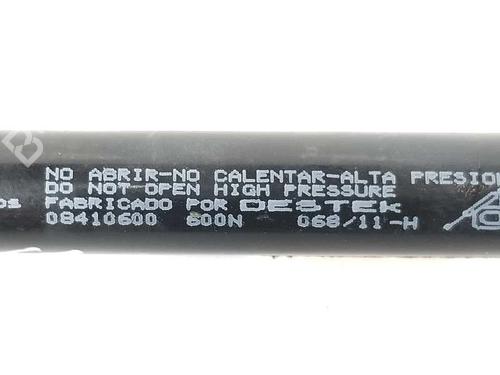 NO ABRIR-NO CALENTAR-ALTA PRESION
DO NOT OPEN HIGH PRESSURE
FABRICADO POR DESTEK
08410600 600N 068/11-H